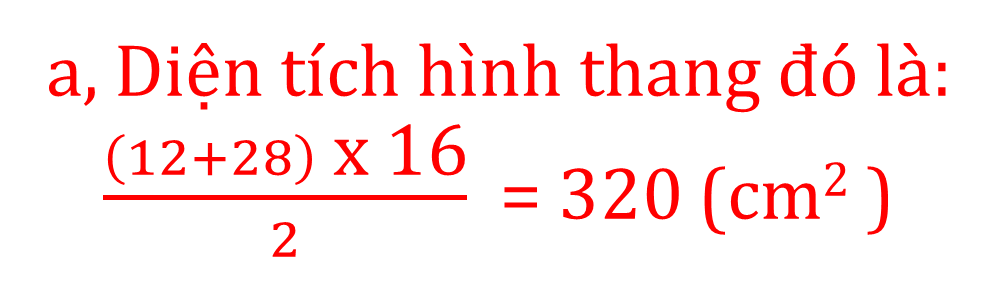 a, Diện tích hình thang đó là:
(12+28) x 16
= 320 (cm² )
2